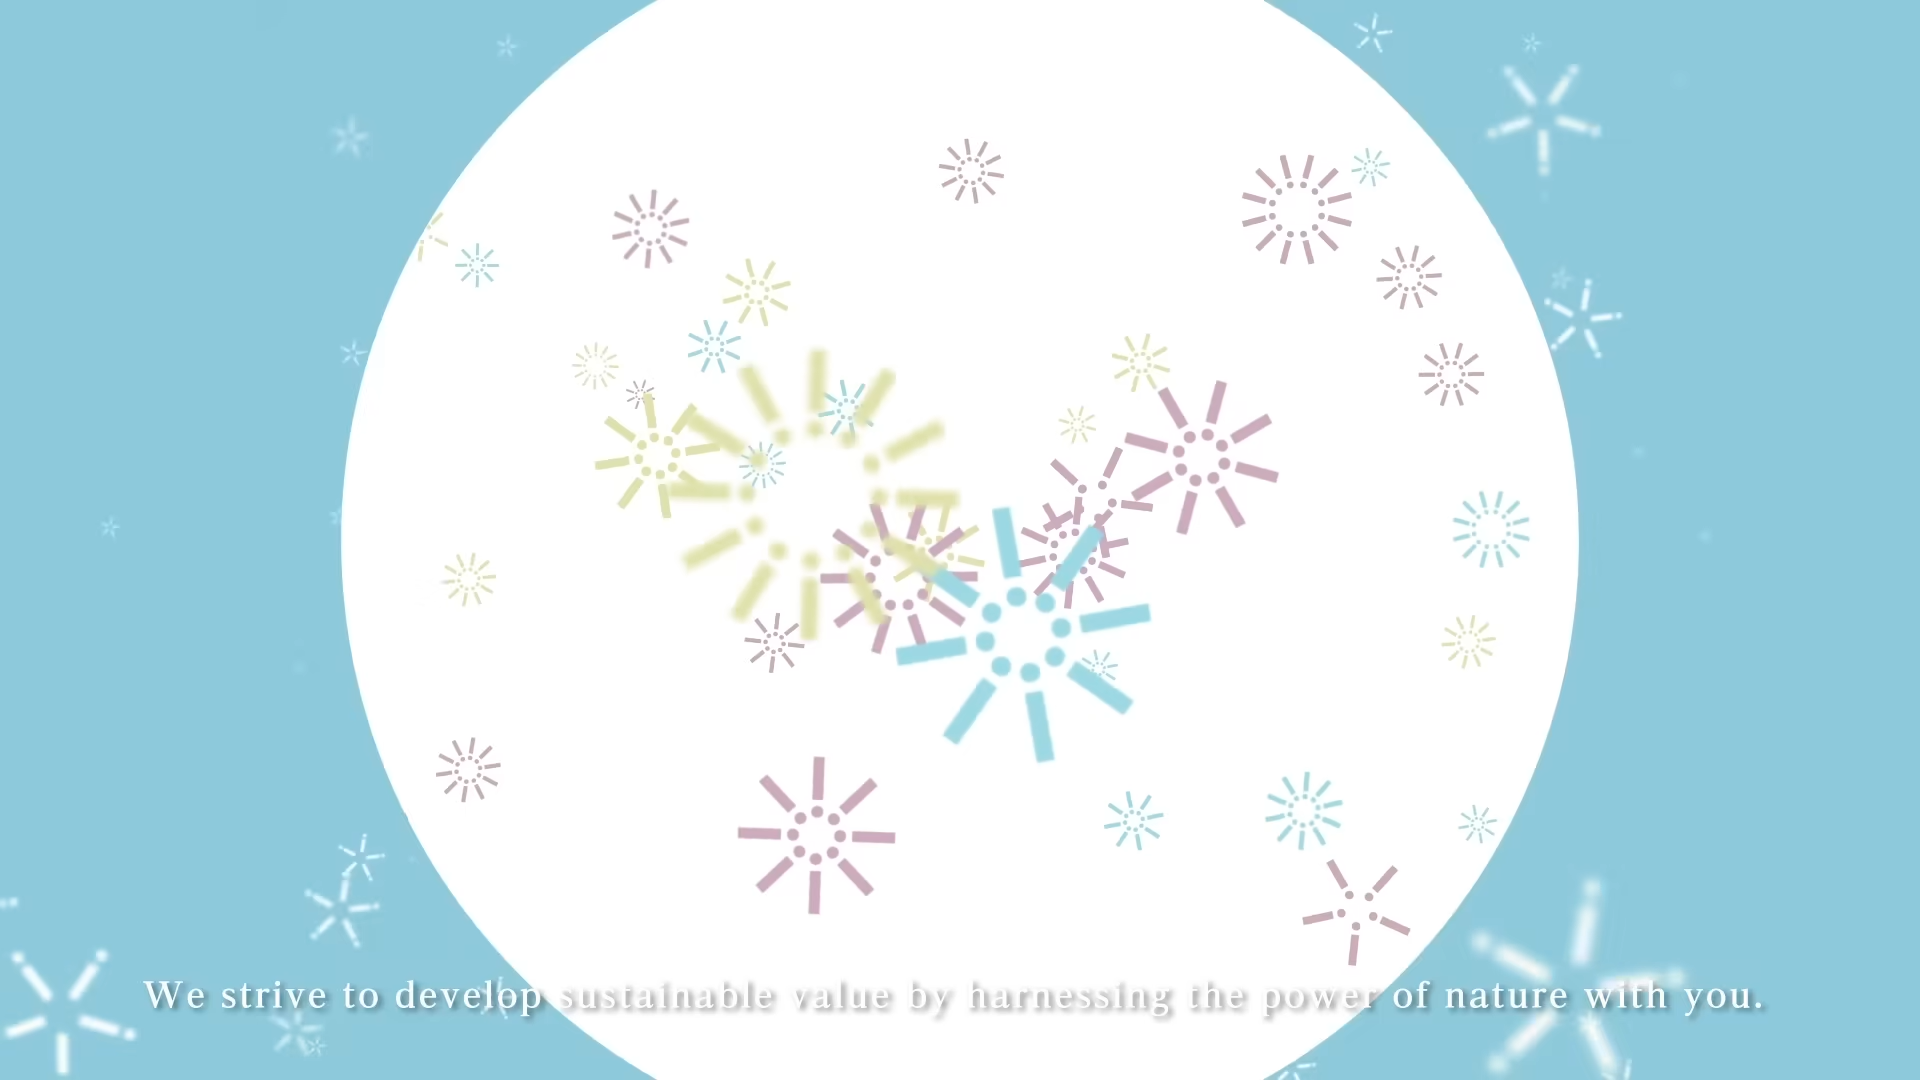 We strive to develop sustainable value by harnessing the power of nature with you.